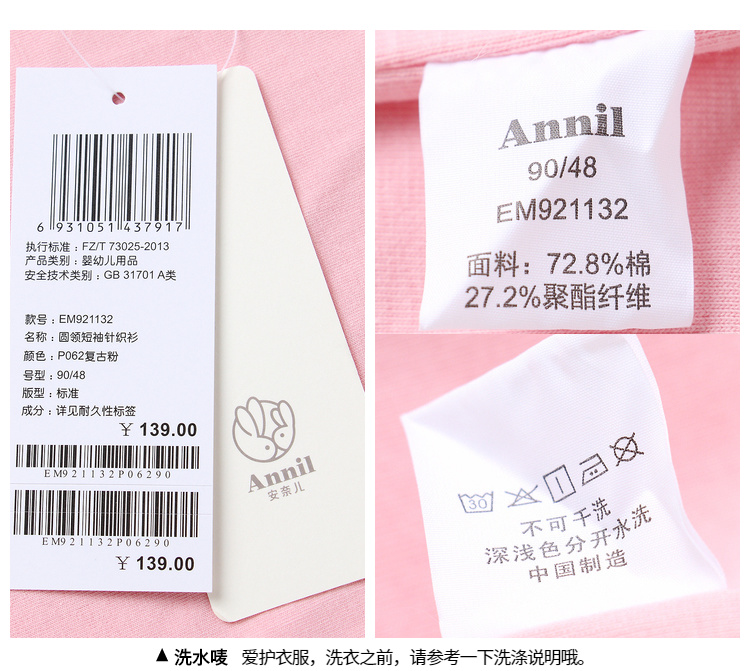 6 931051 437917
执行标准：FZ/T 73025-2013
产品类别：婴幼儿用品
安全技术类别：GB 31701 A类
款号：EM921132
名称：圆领短袖针织衫
颜色：P062复古粉
号型：90/48
版型：标准
成分：详见耐久性标签
￥ 139.00
EM921132P06290
EM921132P06290
￥ 139.00
Annil
安奈儿
Annil
90/48
EM921132
面料：72.8%棉
27.2%聚酯纤维
30
不可干洗
深浅色分开水洗
中国制造
▲ 洗水唛 爱护衣服，洗衣之前，请参考一下洗涤说明哦。